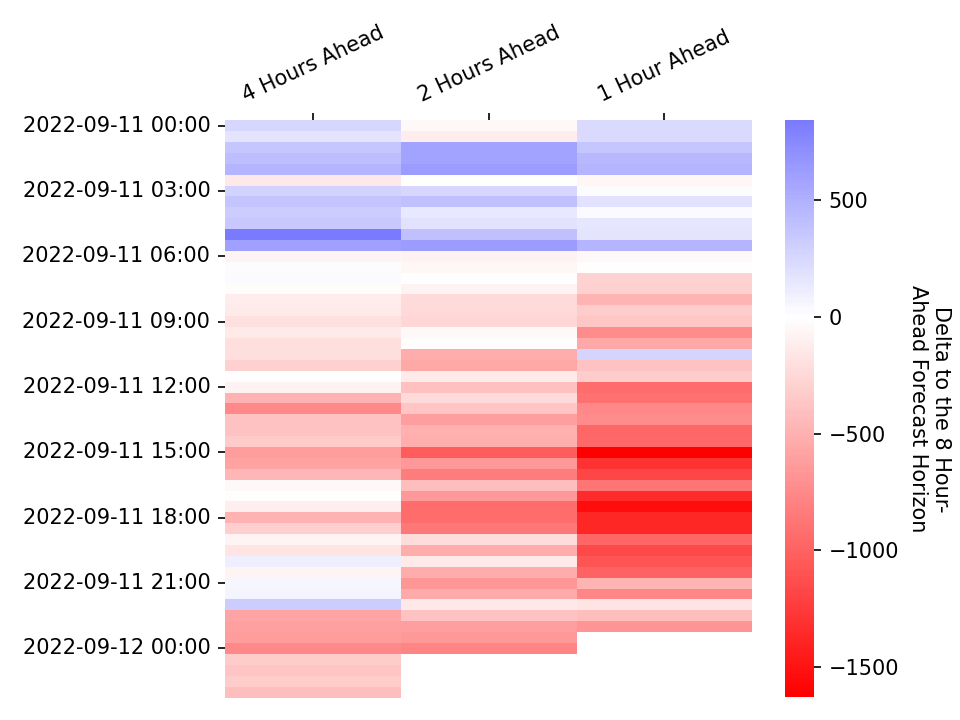 4 Hours Ahead
2 Hours Ahead
1 Hour Ahead
2022-09-11 00:00
2022-09-11 03:00
2022-09-11 06:00
2022-09-11 09:00
2022-09-11 12:00
2022-09-11 15:00
2022-09-11 18:00
2022-09-11 21:00
2022-09-12 00:00
500
0
−500
−1000
−1500
Delta to the 8 Hour-
Ahead Forecast Horizon